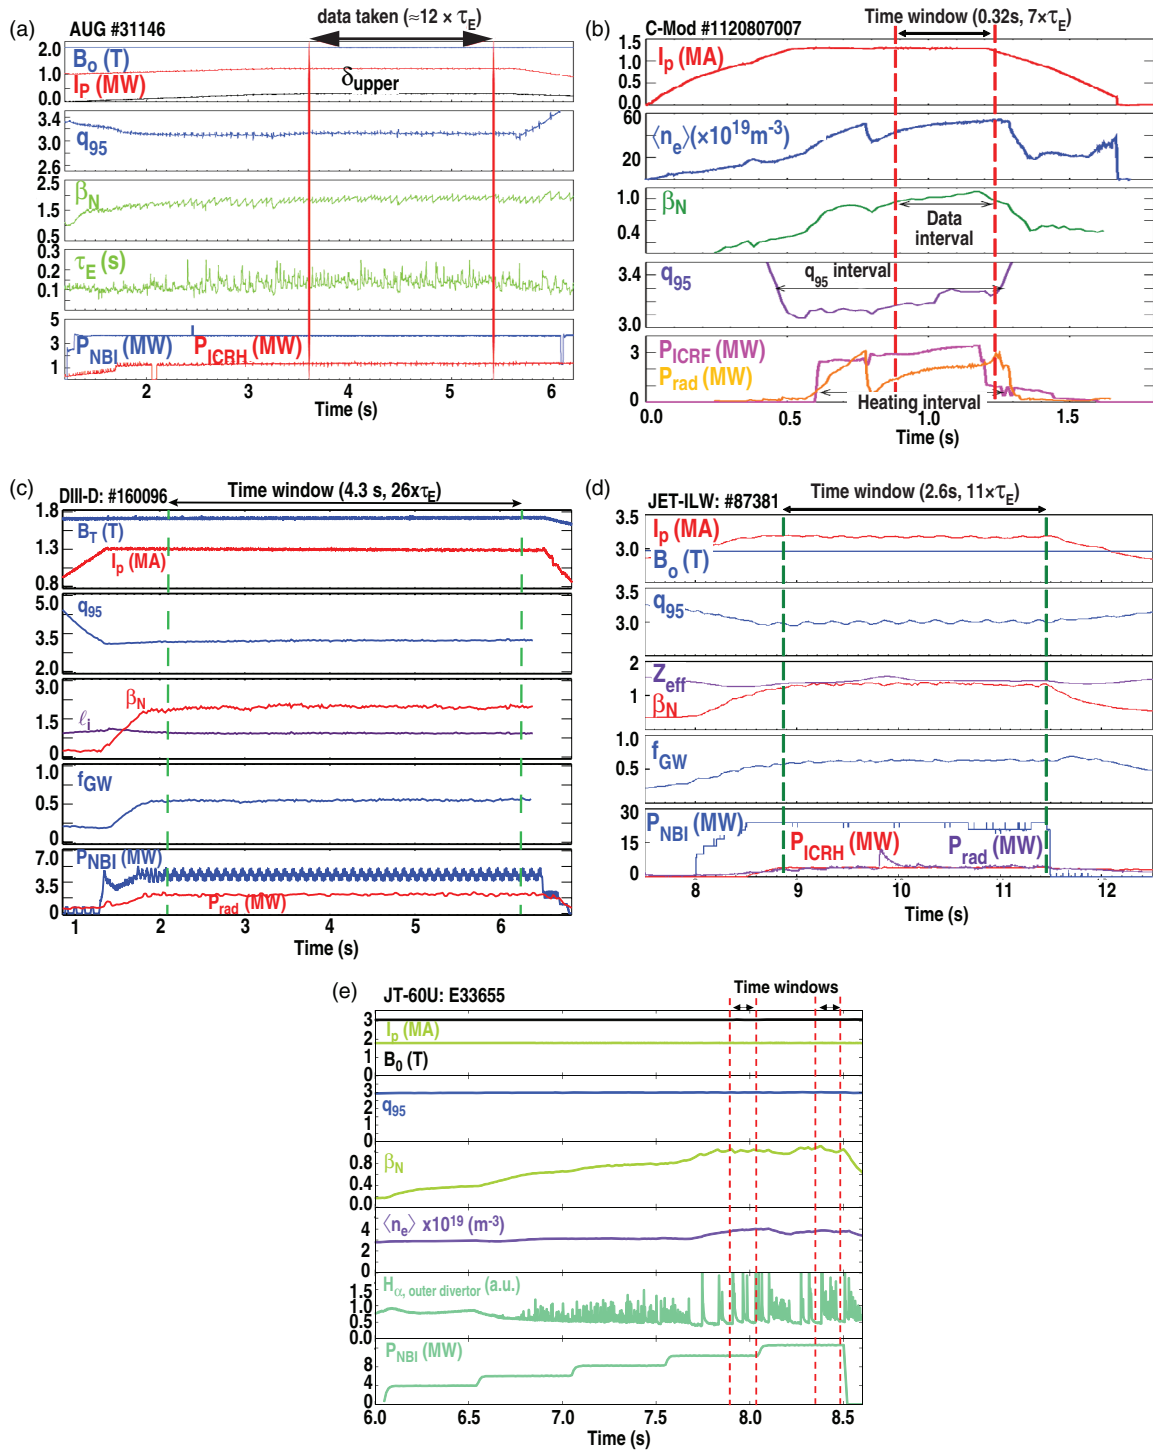 (a)
AUG #31146
data taken (≈12 × τE)
2.0
1.0
0.0
Bo (T)
Ip (MW)
δupper
3.4
3.0
2.6
q95
2.5
1.5
0.5
βN
0.3
0.2
0.1
τE (s)
5
3
1
PNBI (MW)
PICRH (MW)
2 3 4 5 6
Time (s)
(b)
C-Mod #1120807007
Time window (0.32s, 7×τE)
1.5
1.0
0.5
0.0
Ip (MA)
60
20
⟨ne⟩(×10^19m^-3)
1.0
0.4
βN
Data
interval
3.4
3.0
q95
q95 interval
3
0
PICRF (MW)
Prad (MW)
Heating interval
0.0 0.5 1.0 1.5
Time (s)
(c)
DIII-D: #160096
Time window (4.3 s, 26xτE)
1.8
1.3
0.8
BT (T)
Ip (MA)
5.0
3.5
2.0
q95
3.0
1.5
0
βN
ℓi
1.0
0.5
0
fGW
7.0
3.5
0
PNBI (MW)
Prad (MW)
1 2 3 4 5 6
Time (s)
(d)
JET-ILW: #87381
Time window (2.6s, 11×τE)
3.5
3.0
Ip (MA)
Bo (T)
3.5
3.0
q95
2
1
Zeff
βN
1.0
0.5
fGW
30
15
0
PNBI (MW)
PICRH (MW)
Prad (MW)
8 9 10 11 12
Time (s)
(e)
JT-60U: E33655
Time windows
3
2
1
0
Ip (MA)
B0 (T)
3
2
1
0
q95
0.8
0.4
0.0
βN
4
2
0
⟨ne⟩ x10^19 (m^-3)
1.5
1.0
0.5
Hα, outer divertor (a.u.)
8
4
0
PNBI (MW)
6.0 6.5 7.0 7.5 8.0 8.5
Time (s)